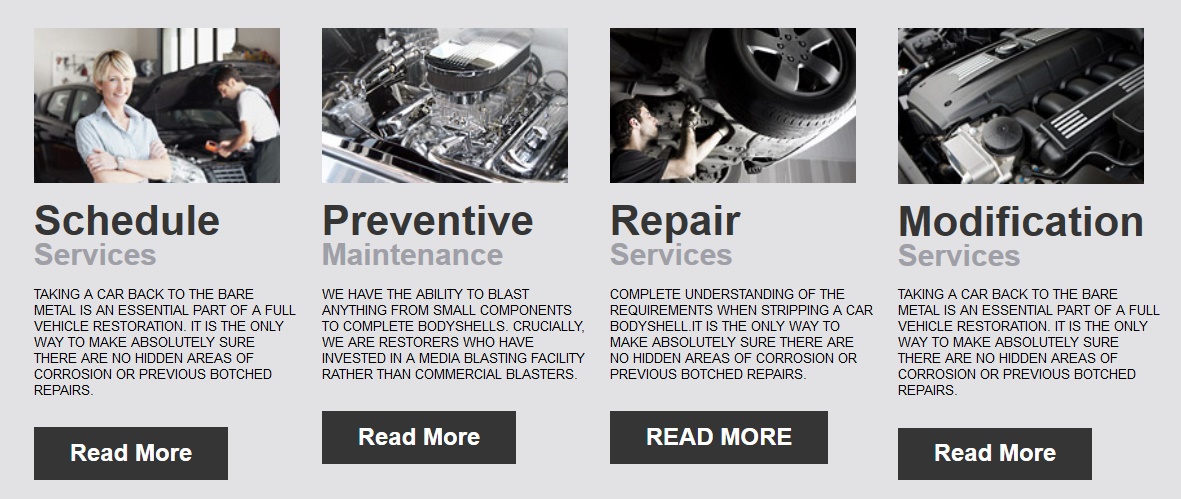 Schedule
Services
TAKING A CAR BACK TO THE BARE
METAL IS AN ESSENTIAL PART OF A FULL
VEHICLE RESTORATION. IT IS THE ONLY
WAY TO MAKE ABSOLUTELY SURE
THERE ARE NO HIDDEN AREAS OF
CORROSION OR PREVIOUS BOTCHED
REPAIRS.
Read More
Preventive
Maintenance
WE HAVE THE ABILITY TO BLAST
ANYTHING FROM SMALL COMPONENTS
TO COMPLETE BODYSHELLS. CRUCIALLY,
WE ARE RESTORERS WHO HAVE
INVESTED IN A MEDIA BLASTING FACILITY
RATHER THAN COMMERCIAL BLASTERS.
Read More
Repair
Services
COMPLETE UNDERSTANDING OF THE
REQUIREMENTS WHEN STRIPPING A CAR
BODYSHELL.IT IS THE ONLY WAY TO
MAKE ABSOLUTELY SURE THERE ARE
NO HIDDEN AREAS OF CORROSION OR
PREVIOUS BOTCHED REPAIRS.
READ MORE
Modification
Services
TAKING A CAR BACK TO THE BARE
METAL IS AN ESSENTIAL PART OF A FULL
VEHICLE RESTORATION. IT IS THE ONLY
WAY TO MAKE ABSOLUTELY SURE
THERE ARE NO HIDDEN AREAS OF
CORROSION OR PREVIOUS BOTCHED
REPAIRS.
Read More